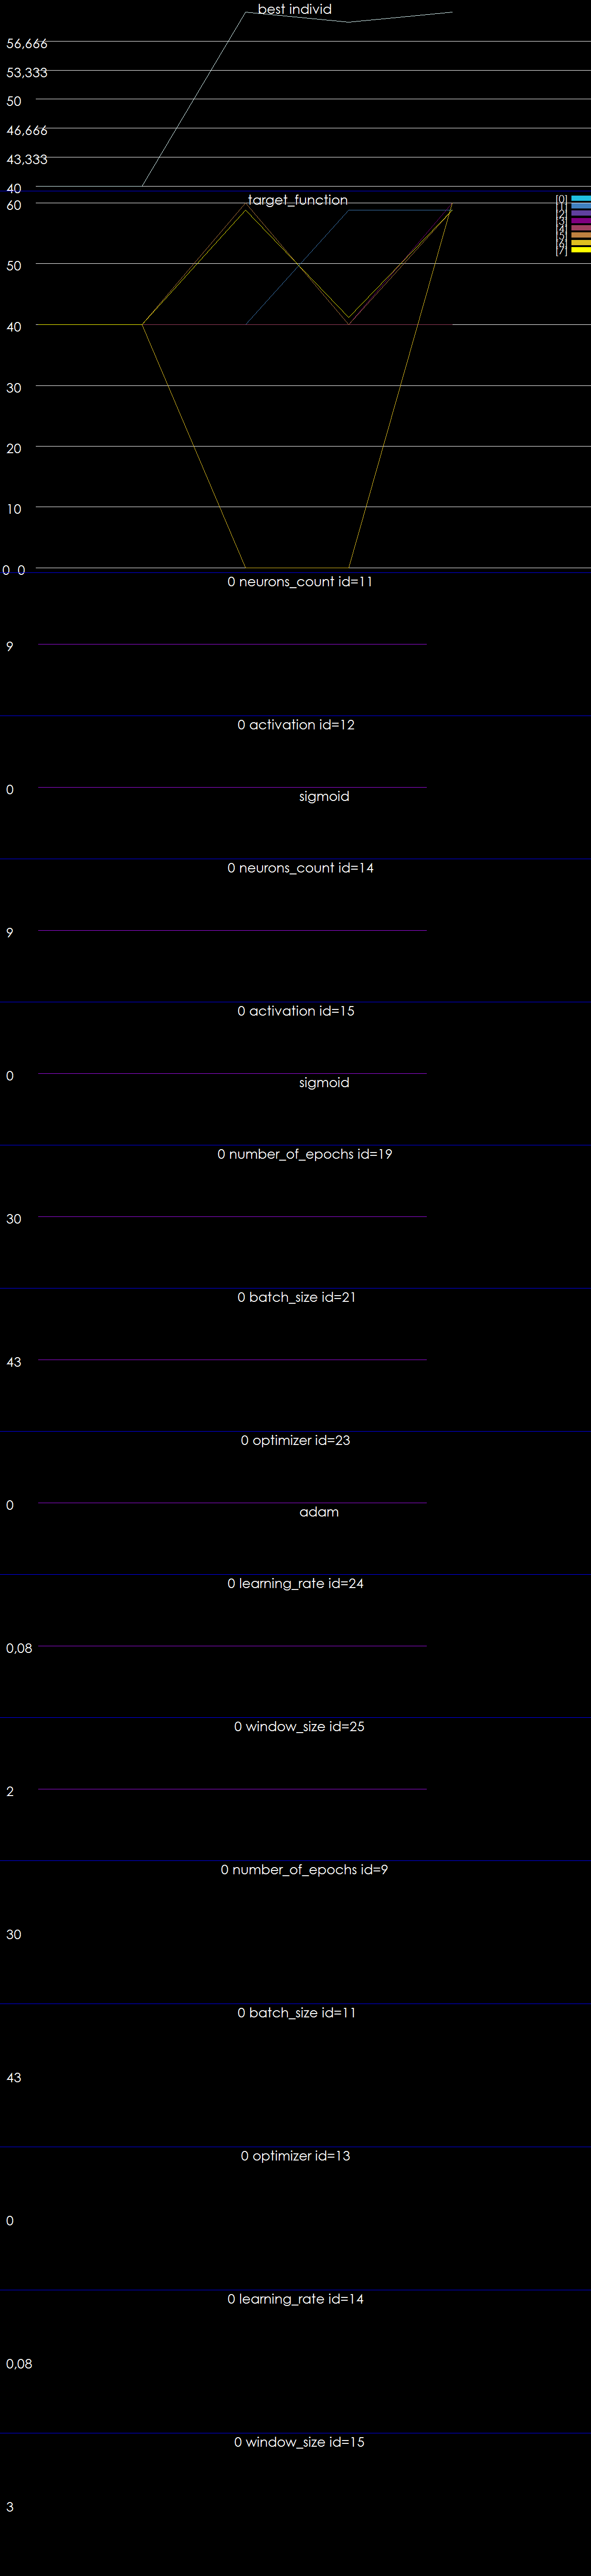 best individ
56,666
53,333
50
46,666
43,333
40
target_function
60
50
40
30
20
10
0 0
[0]
[1]
[2]
[3]
[4]
[5]
[6]
[7]
0 neurons_count id=11
9
0 activation id=12
0
sigmoid
0 neurons_count id=14
9
0 activation id=15
0
sigmoid
0 number_of_epochs id=19
30
0 batch_size id=21
43
0 optimizer id=23
0
adam
0 learning_rate id=24
0,08
0 window_size id=25
2
0 number_of_epochs id=9
30
0 batch_size id=11
43
0 optimizer id=13
0
0 learning_rate id=14
0,08
0 window_size id=15
3